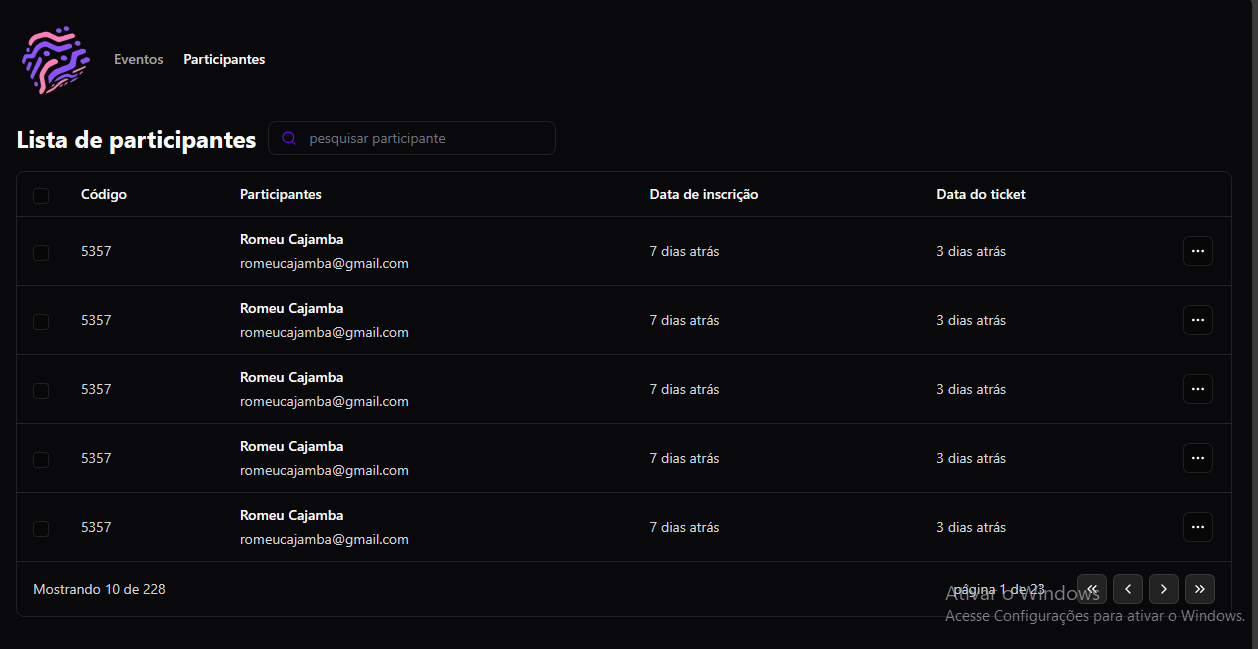 Eventos Participantes
Lista de participantes pesquisar participante
Código Participantes Data de inscrição Data do ticket
5357 Romeu Cajamba 7 dias atrás 3 dias atrás
romeucajamba@gmail.com
5357 Romeu Cajamba 7 dias atrás 3 dias atrás
romeucajamba@gmail.com
5357 Romeu Cajamba 7 dias atrás 3 dias atrás
romeucajamba@gmail.com
5357 Romeu Cajamba 7 dias atrás 3 dias atrás
romeucajamba@gmail.com
5357 Romeu Cajamba 7 dias atrás 3 dias atrás
romeucajamba@gmail.com
Mostrando 10 de 228 página 1 de 23
Ativar o Windows
Acesse Configurações para ativar o Windows.